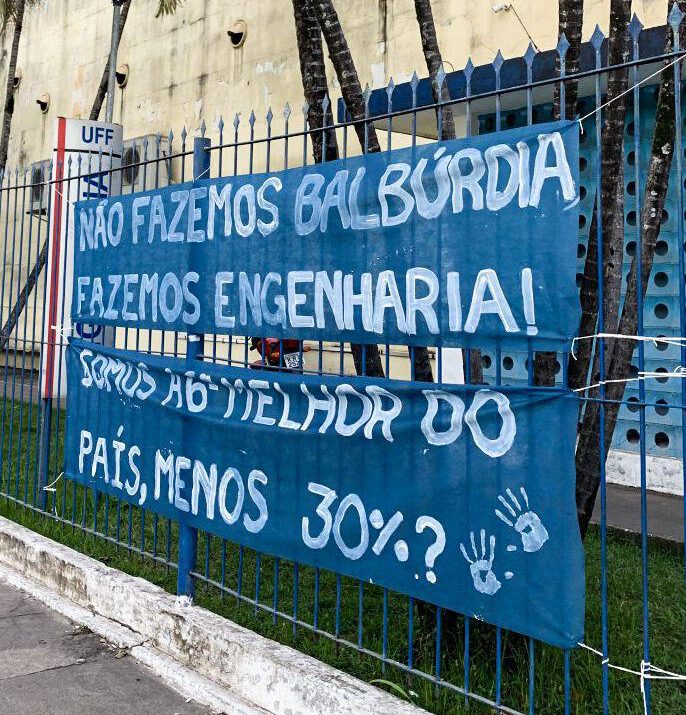 UFF
NÃO FAZEMOS BALBÚRDIA
FAZEMOS ENGENHARIA!
SOMOS A 6ª MELHOR DO
PAÍS, MENOS 30%?